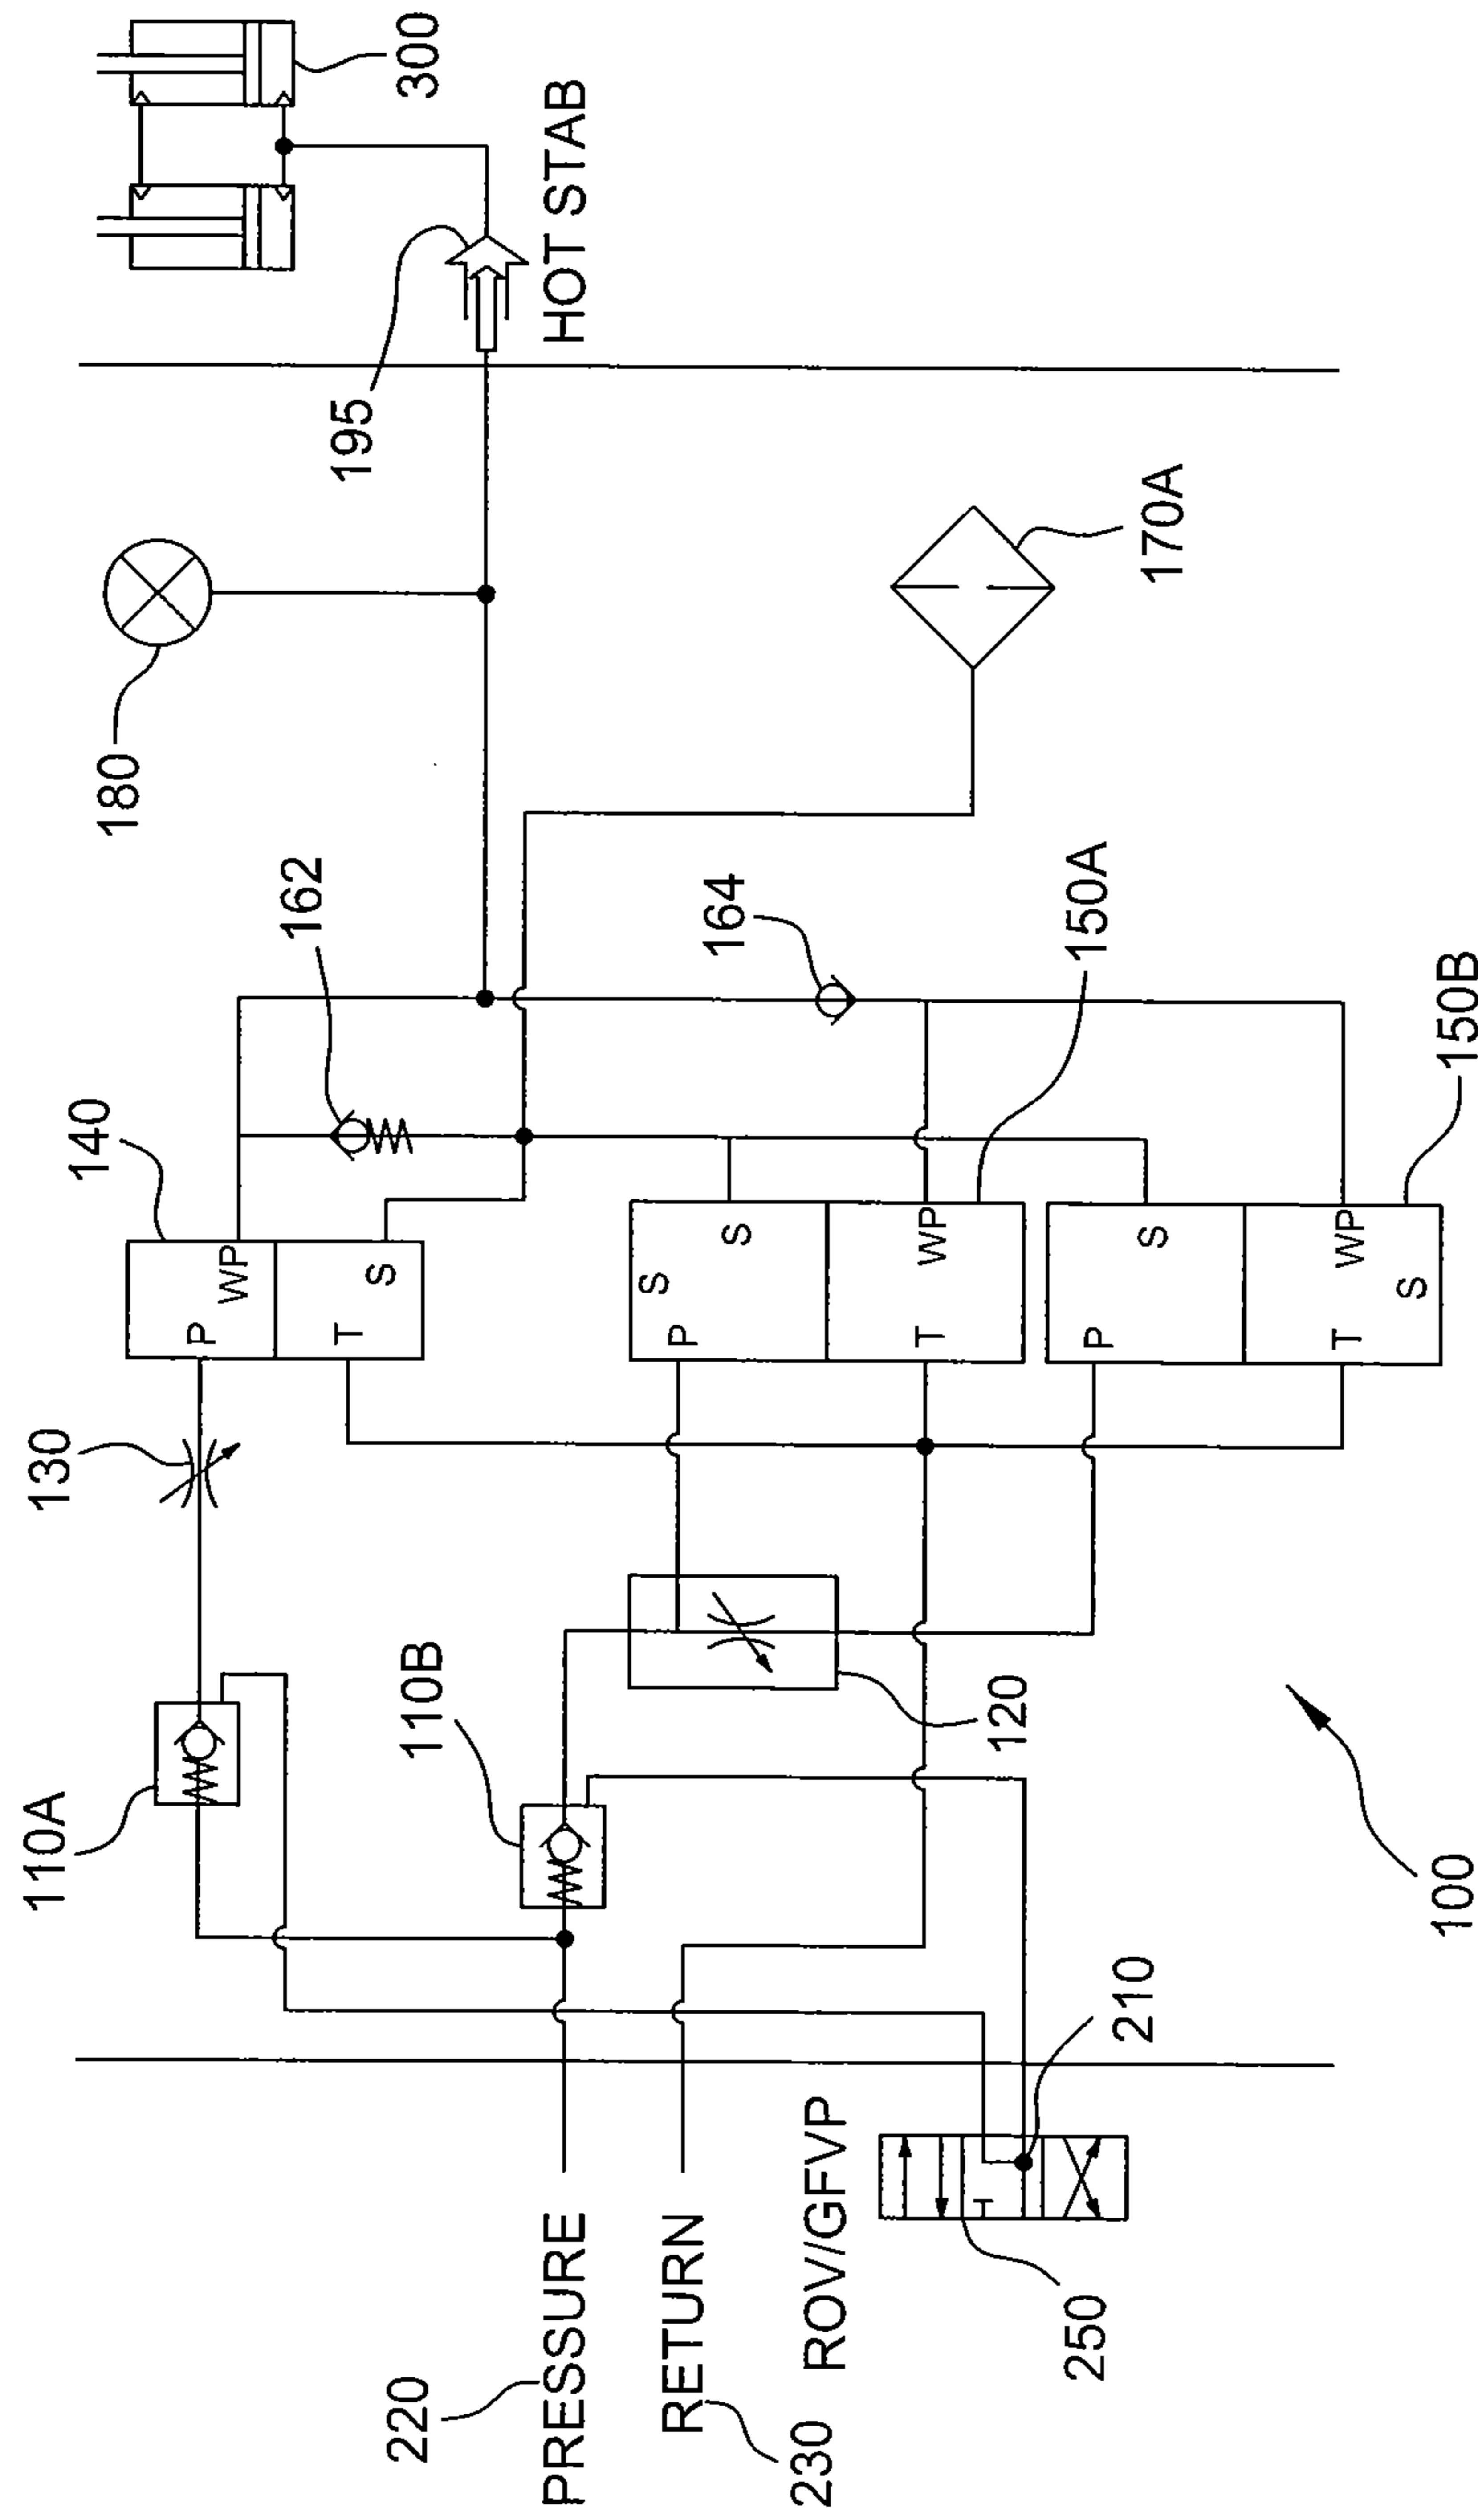 110A
130
140
162
180
195
300
HOT STAB
P
WP
T
S
110B
120
164
170A
S
S
P
WP
T
150A
S
P
WP
T
S
150B
220
PRESSURE
RETURN
230
ROV/GFVP
250
210
100